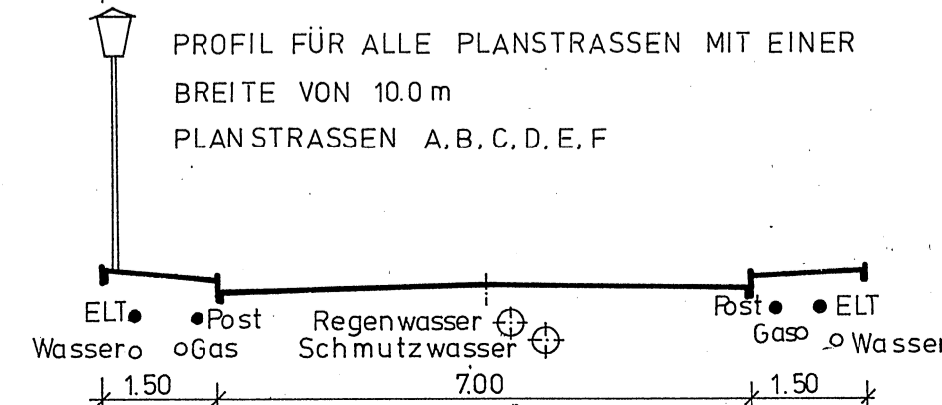 PROFIL FÜR ALLE PLANSTRASSEN MIT EINER
BREITE VON 10.0 m
PLANSTRASSEN A, B, C, D, E, F
ELT Post Regenwasser Post ELT
Wasser Gas Schmutzwasser Gas Wasser
1.50 7.00 1.50